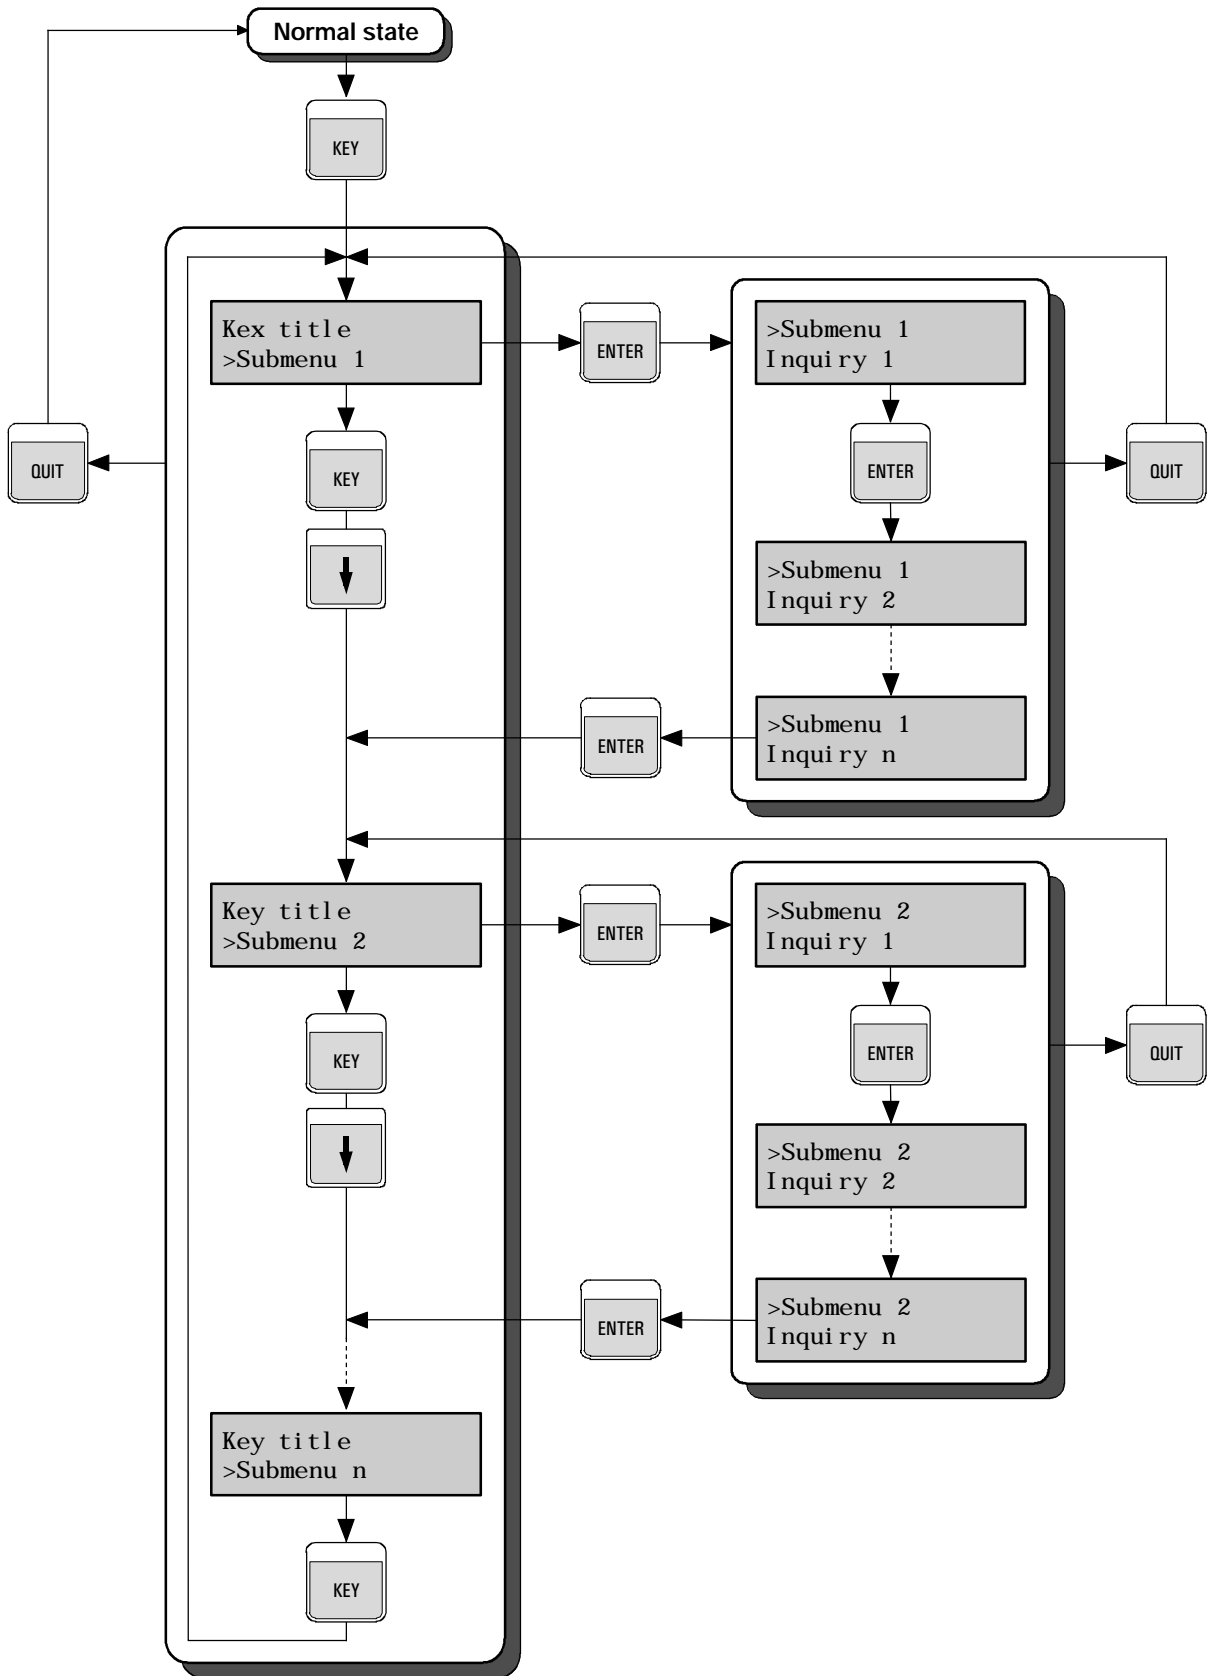 Normal state
KEY
Kex title
>Submenu 1
ENTER
>Submenu 1
Inquiry 1
QUIT
KEY
ENTER
QUIT
>Submenu 1
Inquiry 2
ENTER
>Submenu 1
Inquiry n
Key title
>Submenu 2
ENTER
>Submenu 2
Inquiry 1
KEY
ENTER
QUIT
>Submenu 2
Inquiry 2
ENTER
>Submenu 2
Inquiry n
Key title
>Submenu n
KEY